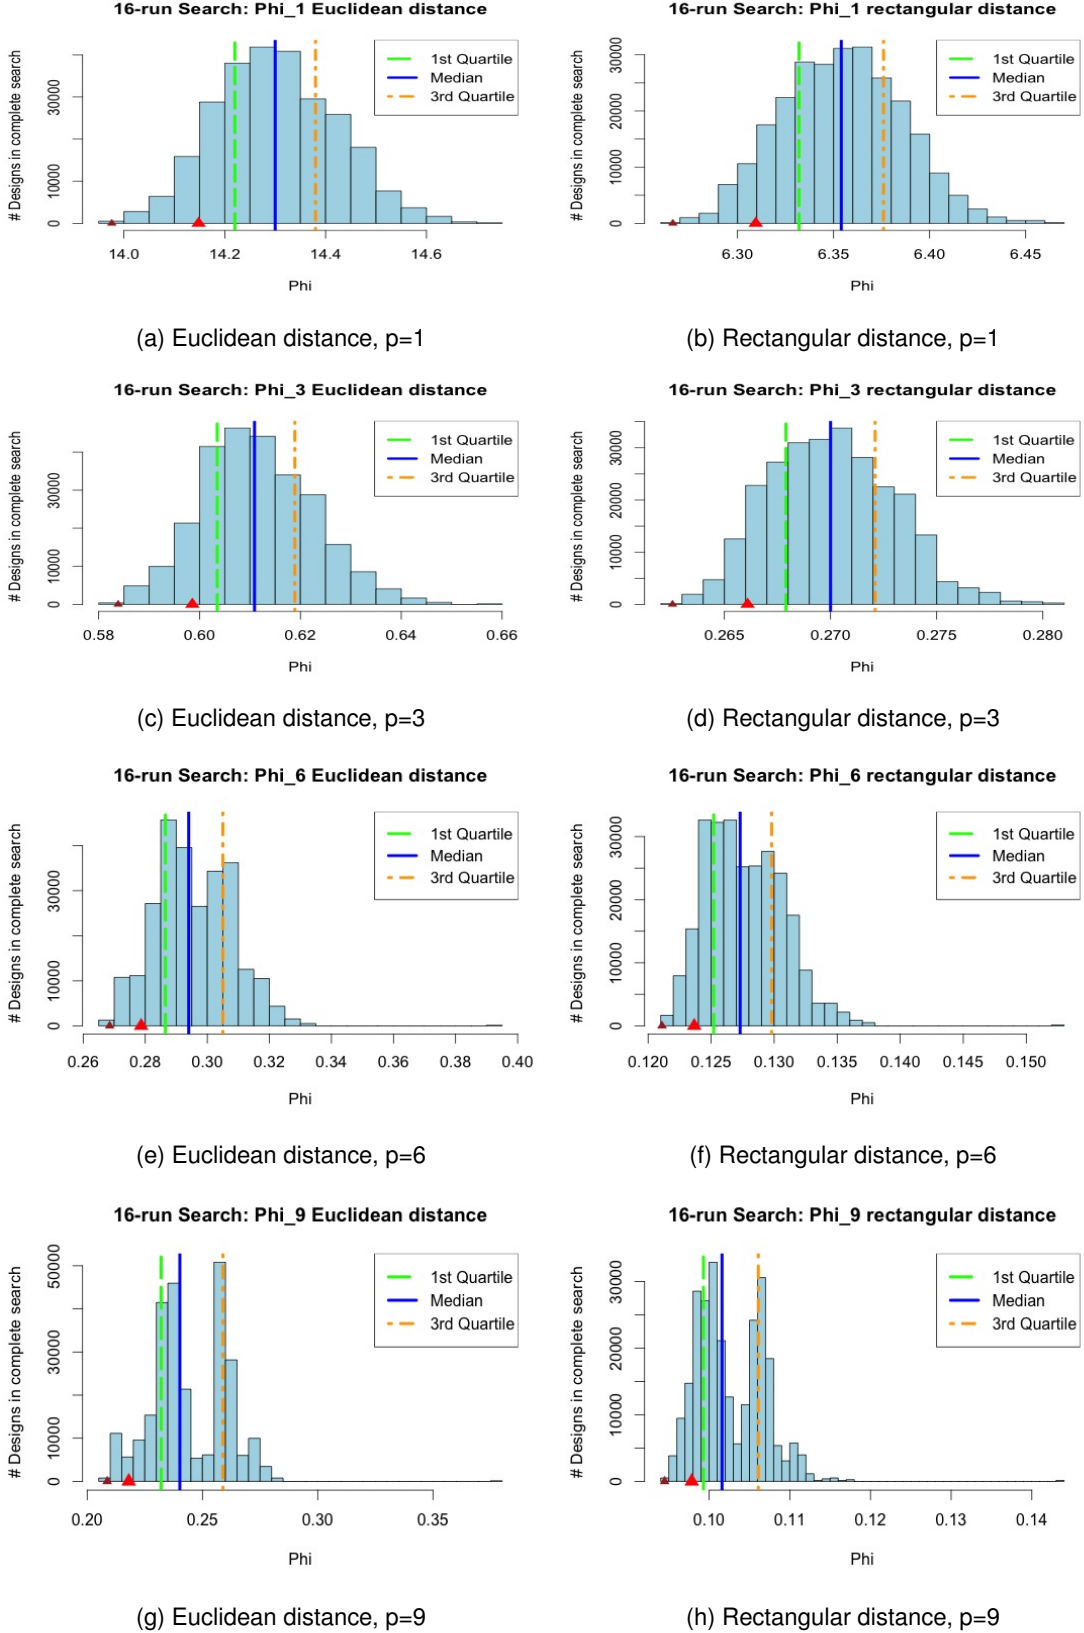 16-run Search: Phi_1 Euclidean distance
# Designs in complete search
30000
10000
0
1st Quartile
Median
3rd Quartile
14.0 14.2 14.4 14.6
Phi
(a) Euclidean distance, p=1
16-run Search: Phi_1 rectangular distance
# Designs in complete search
30000
20000
10000
0
1st Quartile
Median
3rd Quartile
6.30 6.35 6.40 6.45
Phi
(b) Rectangular distance, p=1
16-run Search: Phi_3 Euclidean distance
# Designs in complete search
30000
10000
0
1st Quartile
Median
3rd Quartile
0.58 0.60 0.62 0.64 0.66
Phi
(c) Euclidean distance, p=3
16-run Search: Phi_3 rectangular distance
# Designs in complete search
30000
20000
10000
0
1st Quartile
Median
3rd Quartile
0.265 0.270 0.275 0.280
Phi
(d) Rectangular distance, p=3
16-run Search: Phi_6 Euclidean distance
# Designs in complete search
30000
10000
0
1st Quartile
Median
3rd Quartile
0.26 0.28 0.30 0.32 0.34 0.36 0.38 0.40
Phi
(e) Euclidean distance, p=6
16-run Search: Phi_6 rectangular distance
# Designs in complete search
30000
20000
10000
0
1st Quartile
Median
3rd Quartile
0.120 0.125 0.130 0.135 0.140 0.145 0.150
Phi
(f) Rectangular distance, p=6
16-run Search: Phi_9 Euclidean distance
# Designs in complete search
50000
30000
10000
0
1st Quartile
Median
3rd Quartile
0.20 0.25 0.30 0.35
Phi
(g) Euclidean distance, p=9
16-run Search: Phi_9 rectangular distance
# Designs in complete search
30000
20000
10000
0
1st Quartile
Median
3rd Quartile
0.10 0.11 0.12 0.13 0.14
Phi
(h) Rectangular distance, p=9